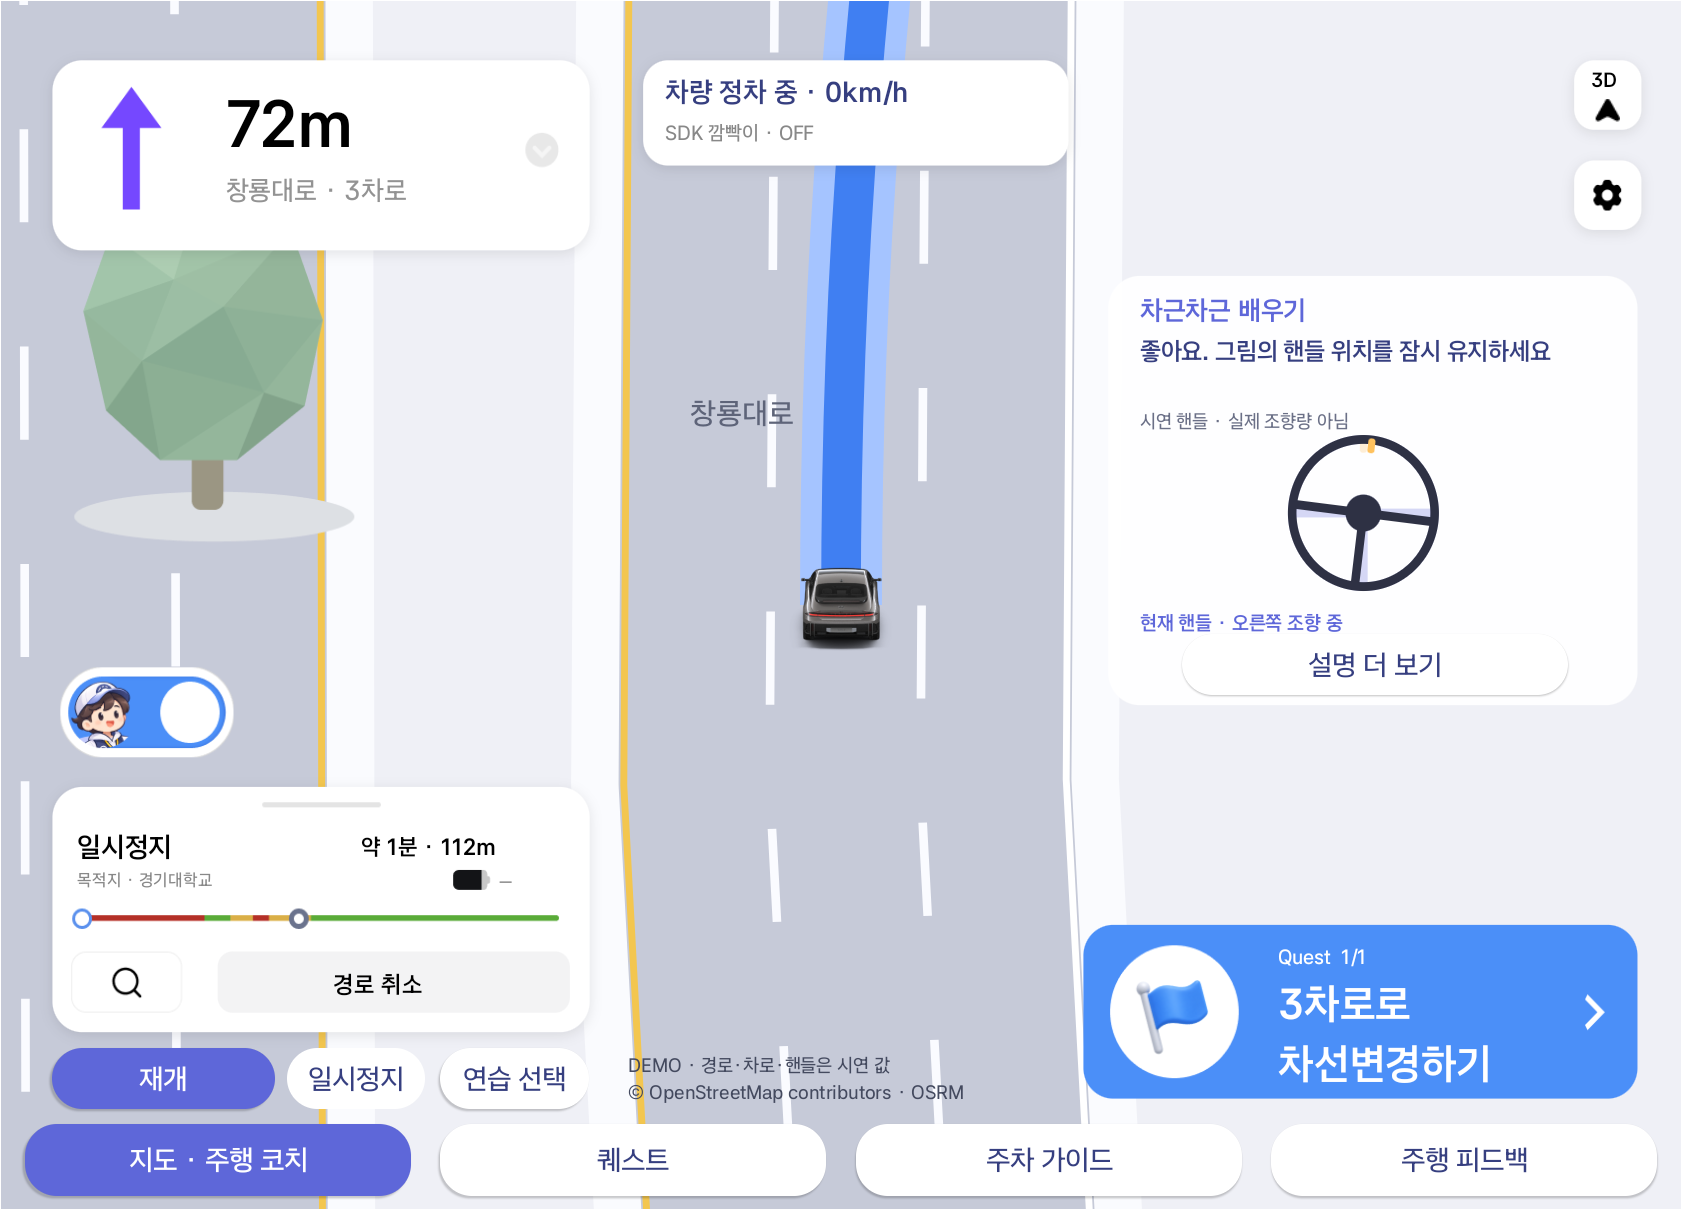 72m
창룡대로 · 3차로
차량 정차 중 · 0km/h
SDK 깜빡이 · OFF
3D
차근차근 배우기
좋아요. 그림의 핸들 위치를 잠시 유지하세요
시연 핸들 · 실제 조향량 아님
창룡대로
현재 핸들 · 오른쪽 조향 중
설명 더 보기
일시정지
약 1분 · 112m
목적지 · 경기대학교
–
경로 취소
Quest 1/1
3차로로
차선변경하기
재개
일시정지
연습 선택
DEMO · 경로·차로·핸들은 시연 값
© OpenStreetMap contributors · OSRM
지도 · 주행 코치
퀘스트
주차 가이드
주행 피드백